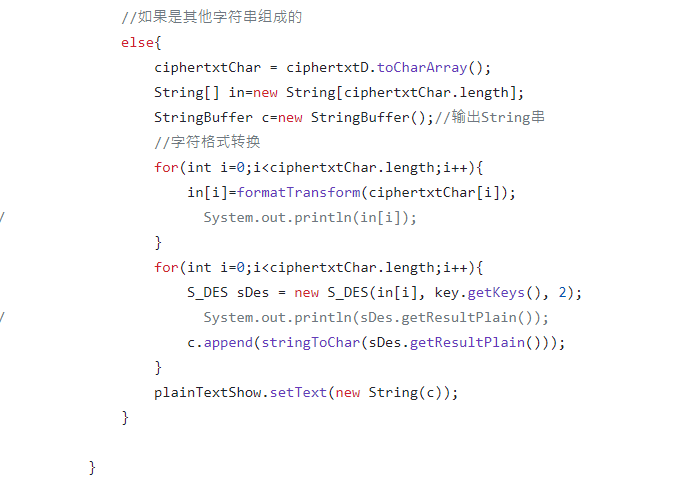 //如果是其他字符串组成的
else{
ciphertxtChar = ciphertxtD.toCharArray();
String[] in=new String[ciphertxtChar.length];
StringBuffer c=new StringBuffer();//输出String串
//字符格式转换
for(int i=0;i<ciphertxtChar.length;i++){
in[i]=formatTransform(ciphertxtChar[i]);
/ System.out.println(in[i]);
}
for(int i=0;i<ciphertxtChar.length;i++){
S_DES sDes = new S_DES(in[i], key.getKeys(), 2);
/ System.out.println(sDes.getResultPlain());
c.append(stringToChar(sDes.getResultPlain()));
}
plainTextShow.setText(new String(c));
}
}